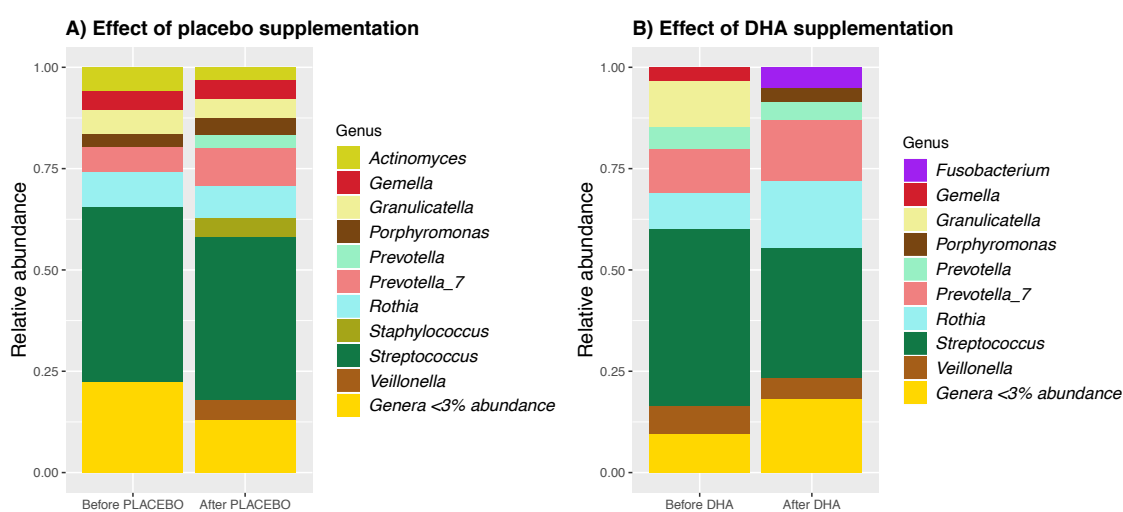 A) Effect of placebo supplementation
Relative abundance
1.00
0.75
0.50
0.25
0.00
Before PLACEBO
After PLACEBO
Genus
Actinomyces
Gemella
Granulicatella
Porphyromonas
Prevotella
Prevotella_7
Rothia
Staphylococcus
Streptococcus
Veillonella
Genera <3% abundance
B) Effect of DHA supplementation
Relative abundance
1.00
0.75
0.50
0.25
0.00
Before DHA
After DHA
Genus
Fusobacterium
Gemella
Granulicatella
Porphyromonas
Prevotella
Prevotella_7
Rothia
Streptococcus
Veillonella
Genera <3% abundance